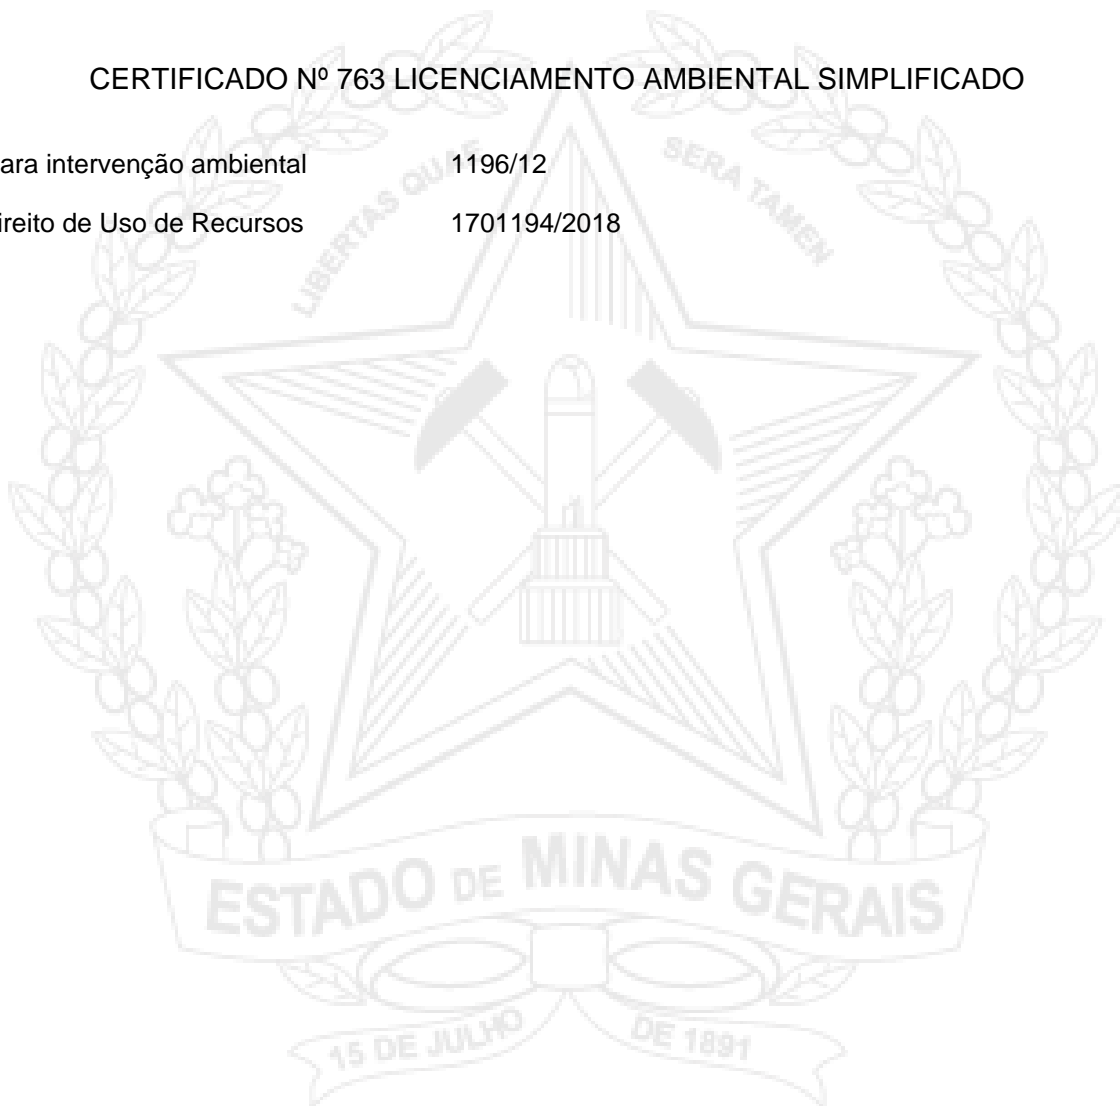 CERTIFICADO Nº 763 LICENCIAMENTO AMBIENTAL SIMPLIFICADO
ara intervenção ambiental 1196/12
ireito de Uso de Recursos 1701194/2018
LIBERTAS QUAE SERA TAMEN
ESTADO DE MINAS GERAIS
15 DE JULHO DE 1891